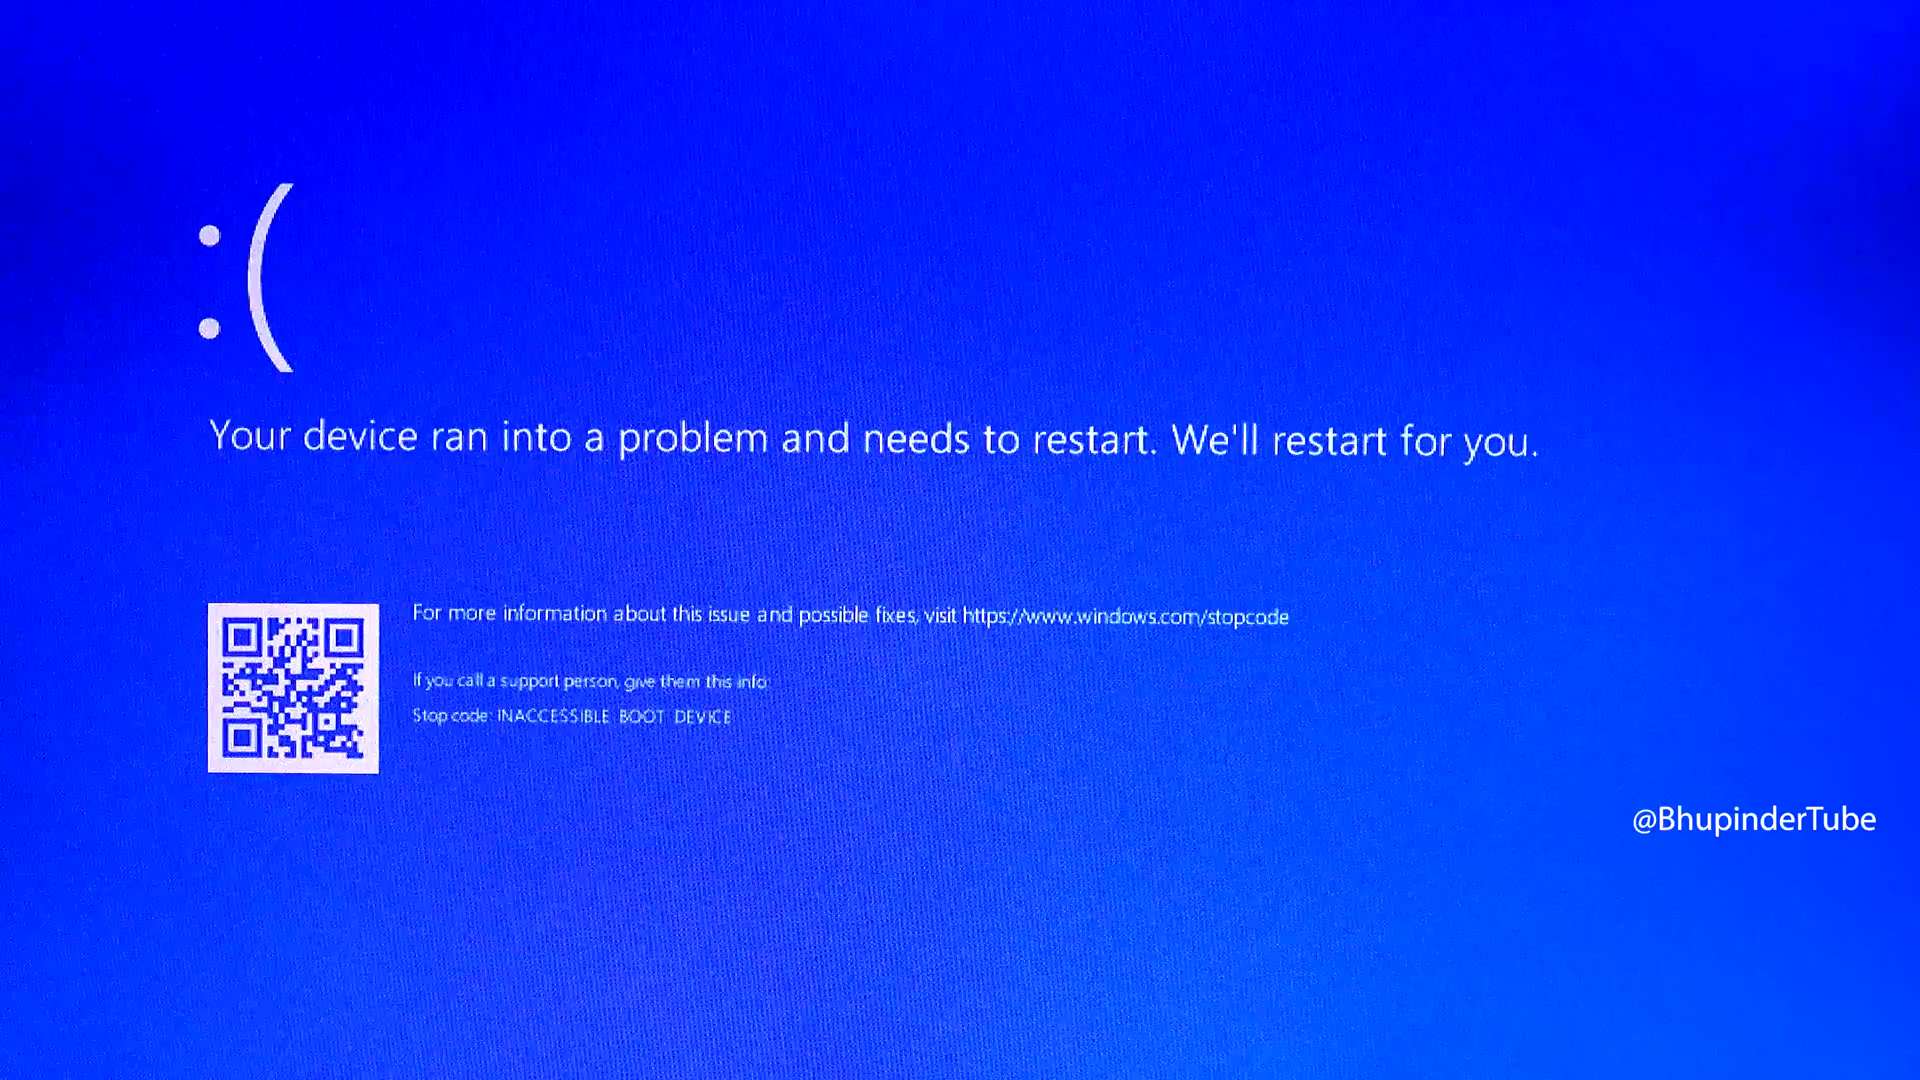 :(
Your device ran into a problem and needs to restart. We'll restart for you.
For more information about this issue and possible fixes, visit https://www.windows.com/stopcode
If you call a support person, give them this info:
Stop code: INACCESSIBLE BOOT DEVICE
@BhupinderTube